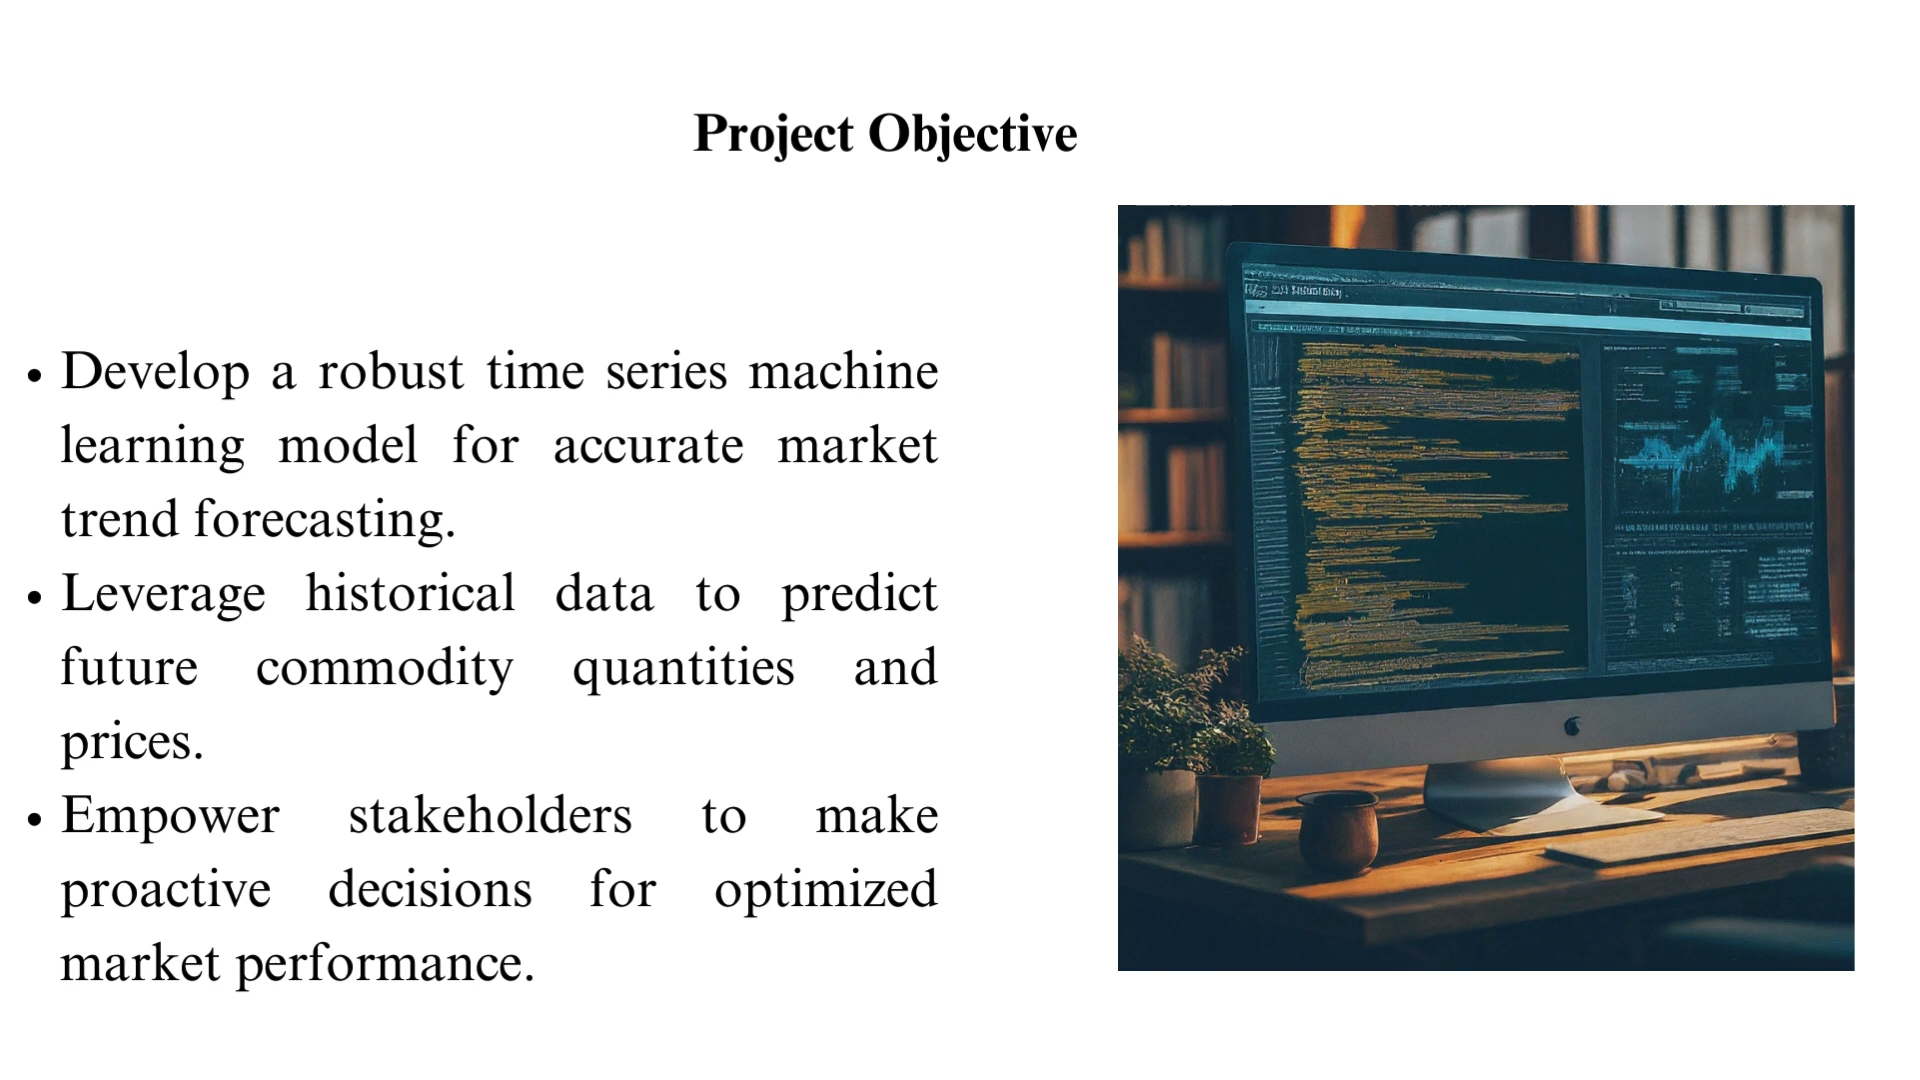 Project Objective
• Develop a robust time series machine
learning model for accurate market
trend forecasting.
• Leverage historical data to predict
future commodity quantities and
prices.
• Empower stakeholders to make
proactive decisions for optimized
market performance.